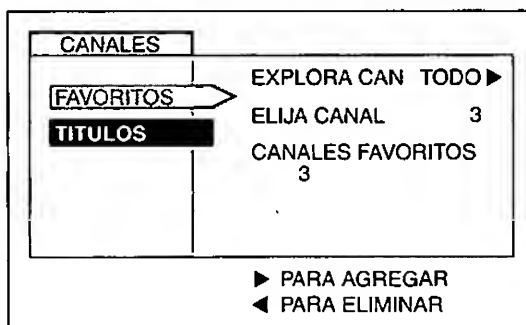 CANALES
FAVORITOS
TITULOS
EXPLORA CAN TODO ▶
ELIJA CANAL 3
CANALES FAVORITOS
3
▶ PARA AGREGAR
◀ PARA ELIMINAR